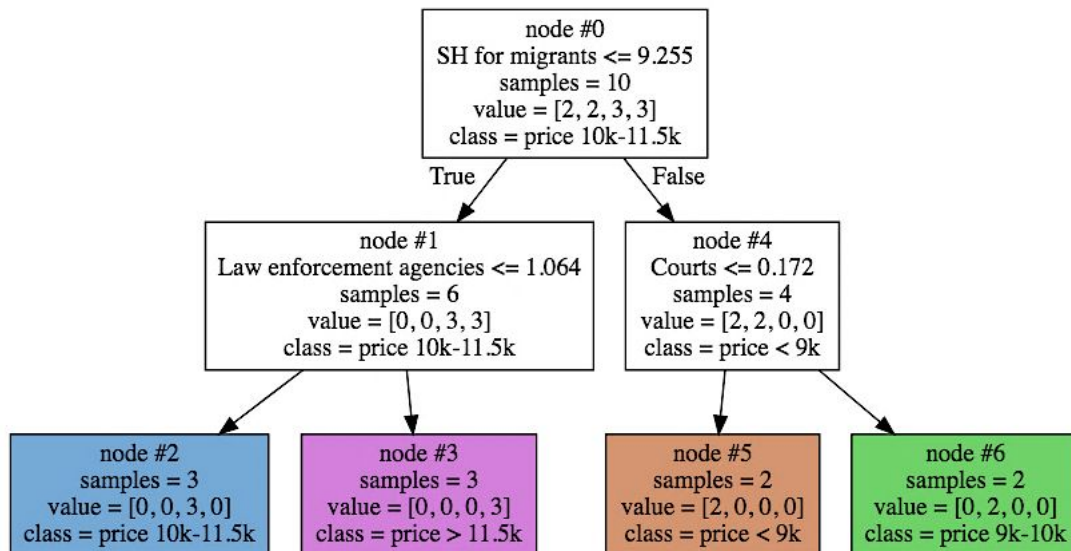 node #0
SH for migrants <= 9.255
samples = 10
value = [2, 2, 3, 3]
class = price 10k-11.5k
True
False
node #1
Law enforcement agencies <= 1.064
samples = 6
value = [0, 0, 3, 3]
class = price 10k-11.5k
node #4
Courts <= 0.172
samples = 4
value = [2, 2, 0, 0]
class = price < 9k
node #2
samples = 3
value = [0, 0, 3, 0]
class = price 10k-11.5k
node #3
samples = 3
value = [0, 0, 0, 3]
class = price > 11.5k
node #5
samples = 2
value = [2, 0, 0, 0]
class = price < 9k
node #6
samples = 2
value = [0, 2, 0, 0]
class = price 9k-10k